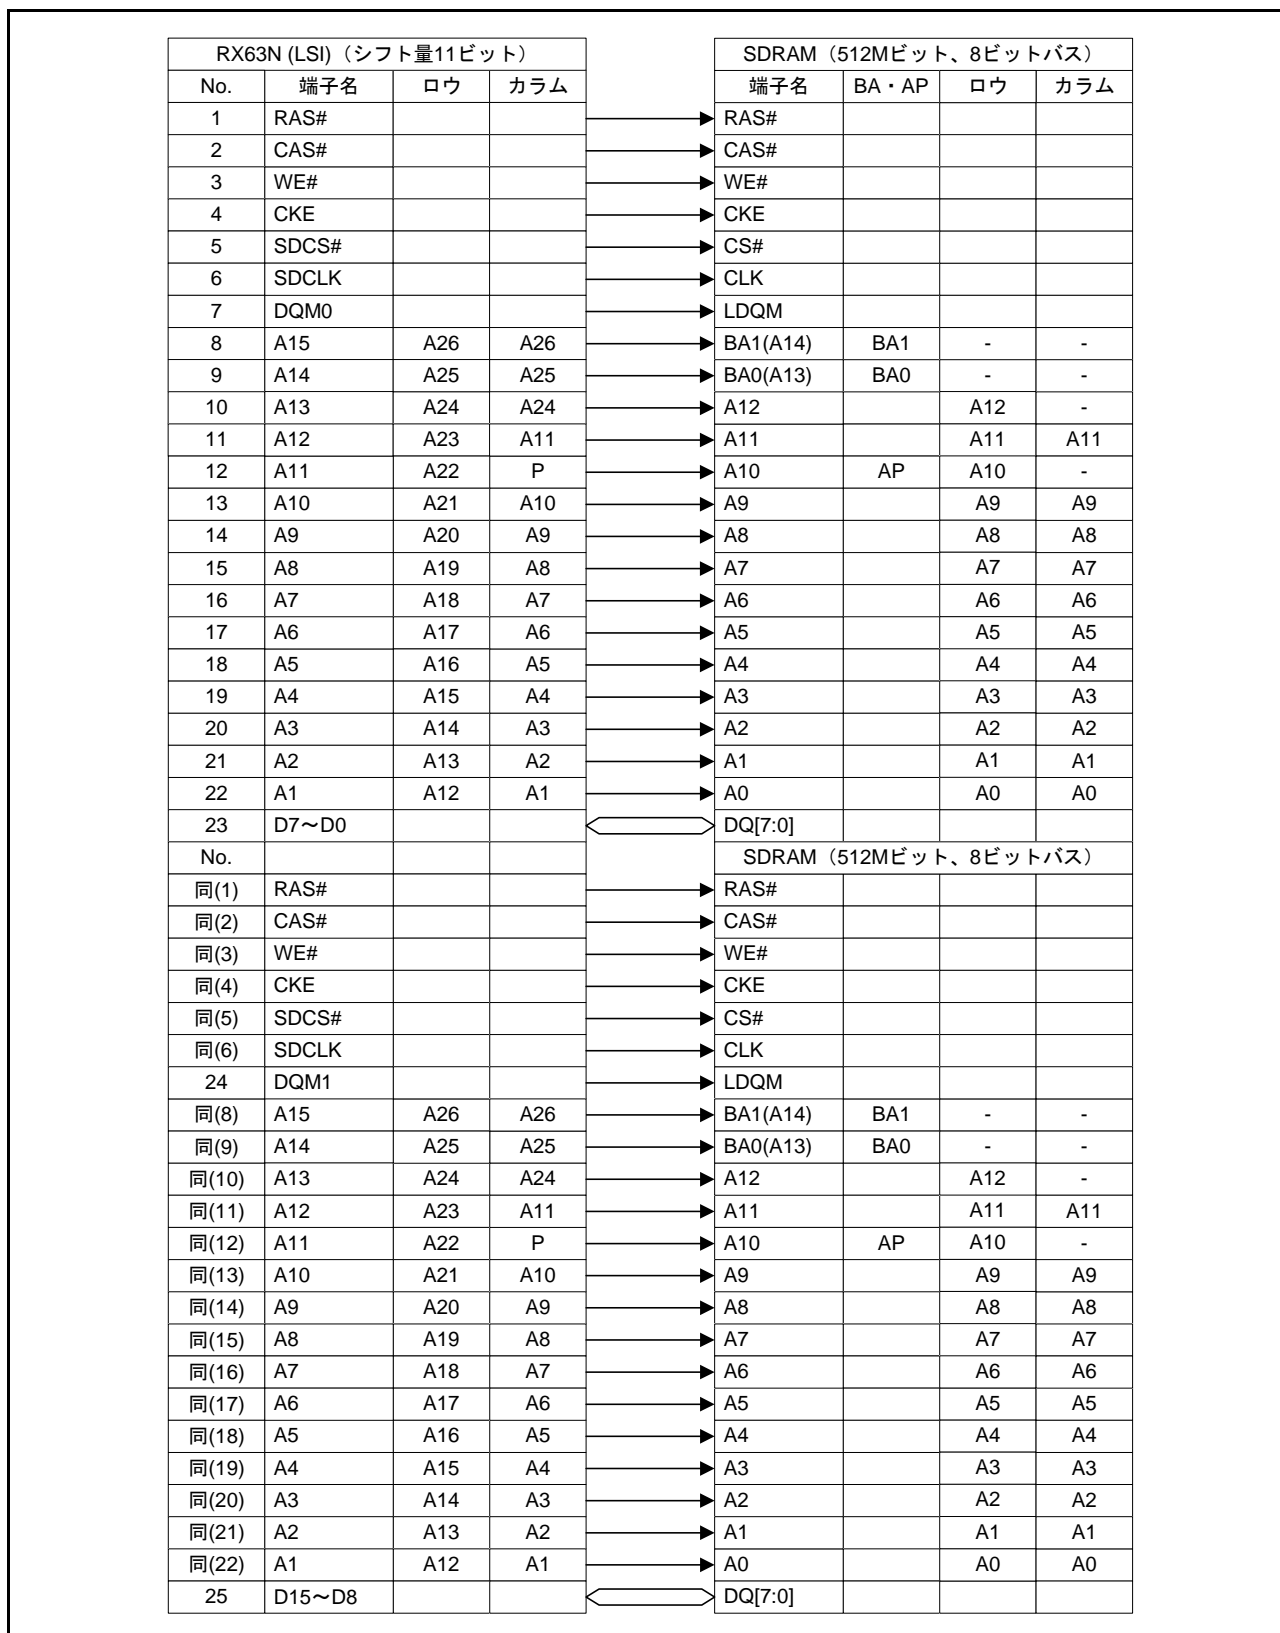 RX63N (LSI)（シフト量11ビット） SDRAM（512Mビット、8ビットバス）
No. 端子名 ロウ カラム 端子名 BA・AP ロウ カラム
1 RAS# RAS#
2 CAS# CAS#
3 WE# WE#
4 CKE CKE
5 SDCS# CS#
6 SDCLK CLK
7 DQM0 LDQM
8 A15 A26 A26 BA1(A14) BA1 - -
9 A14 A25 A25 BA0(A13) BA0 - -
10 A13 A24 A24 A12 A12 -
11 A12 A23 A11 A11 A11 A11
12 A11 A22 P A10 AP A10 -
13 A10 A21 A10 A9 A9 A9
14 A9 A20 A9 A8 A8 A8
15 A8 A19 A8 A7 A7 A7
16 A7 A18 A7 A6 A6 A6
17 A6 A17 A6 A5 A5 A5
18 A5 A16 A5 A4 A4 A4
19 A4 A15 A4 A3 A3 A3
20 A3 A14 A3 A2 A2 A2
21 A2 A13 A2 A1 A1 A1
22 A1 A12 A1 A0 A0 A0
23 D7～D0 DQ[7:0]
No. SDRAM（512Mビット、8ビットバス）
同(1) RAS# RAS#
同(2) CAS# CAS#
同(3) WE# WE#
同(4) CKE CKE
同(5) SDCS# CS#
同(6) SDCLK CLK
24 DQM1 LDQM
同(8) A15 A26 A26 BA1(A14) BA1 - -
同(9) A14 A25 A25 BA0(A13) BA0 - -
同(10) A13 A24 A24 A12 A12 -
同(11) A12 A23 A11 A11 A11 A11
同(12) A11 A22 P A10 AP A10 -
同(13) A10 A21 A10 A9 A9 A9
同(14) A9 A20 A9 A8 A8 A8
同(15) A8 A19 A8 A7 A7 A7
同(16) A7 A18 A7 A6 A6 A6
同(17) A6 A17 A6 A5 A5 A5
同(18) A5 A16 A5 A4 A4 A4
同(19) A4 A15 A4 A3 A3 A3
同(20) A3 A14 A3 A2 A2 A2
同(21) A2 A13 A2 A1 A1 A1
同(22) A1 A12 A1 A0 A0 A0
25 D15～D8 DQ[7:0]